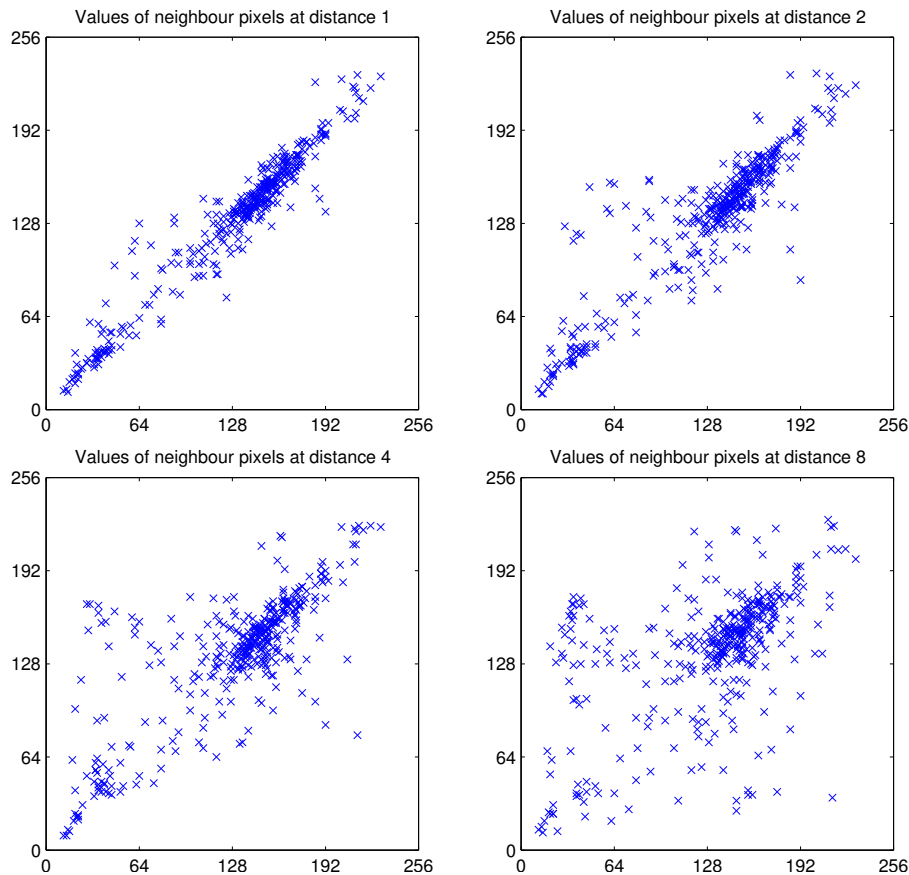 Values of neighbour pixels at distance 1
256
192
128
64
0
0 64 128 192 256
Values of neighbour pixels at distance 2
256
192
128
64
0
0 64 128 192 256
Values of neighbour pixels at distance 4
256
192
128
64
0
0 64 128 192 256
Values of neighbour pixels at distance 8
256
192
128
64
0
0 64 128 192 256